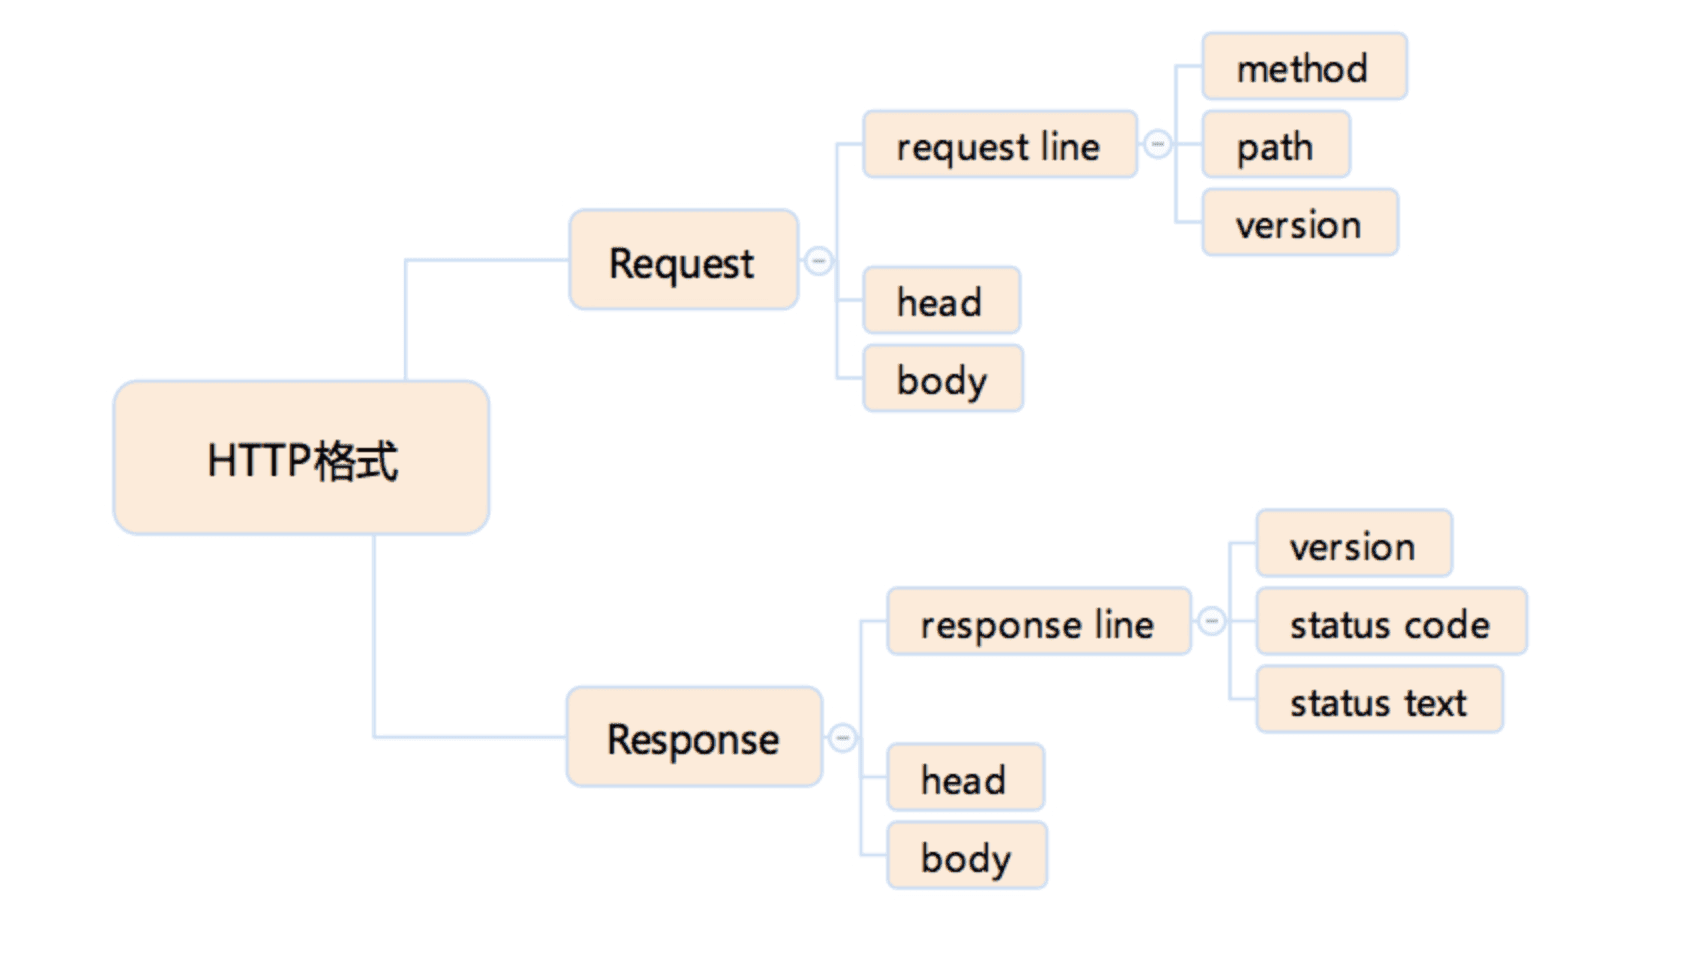 HTTP格式
Request
request line
method
path
version
head
body
Response
response line
version
status code
status text
head
body